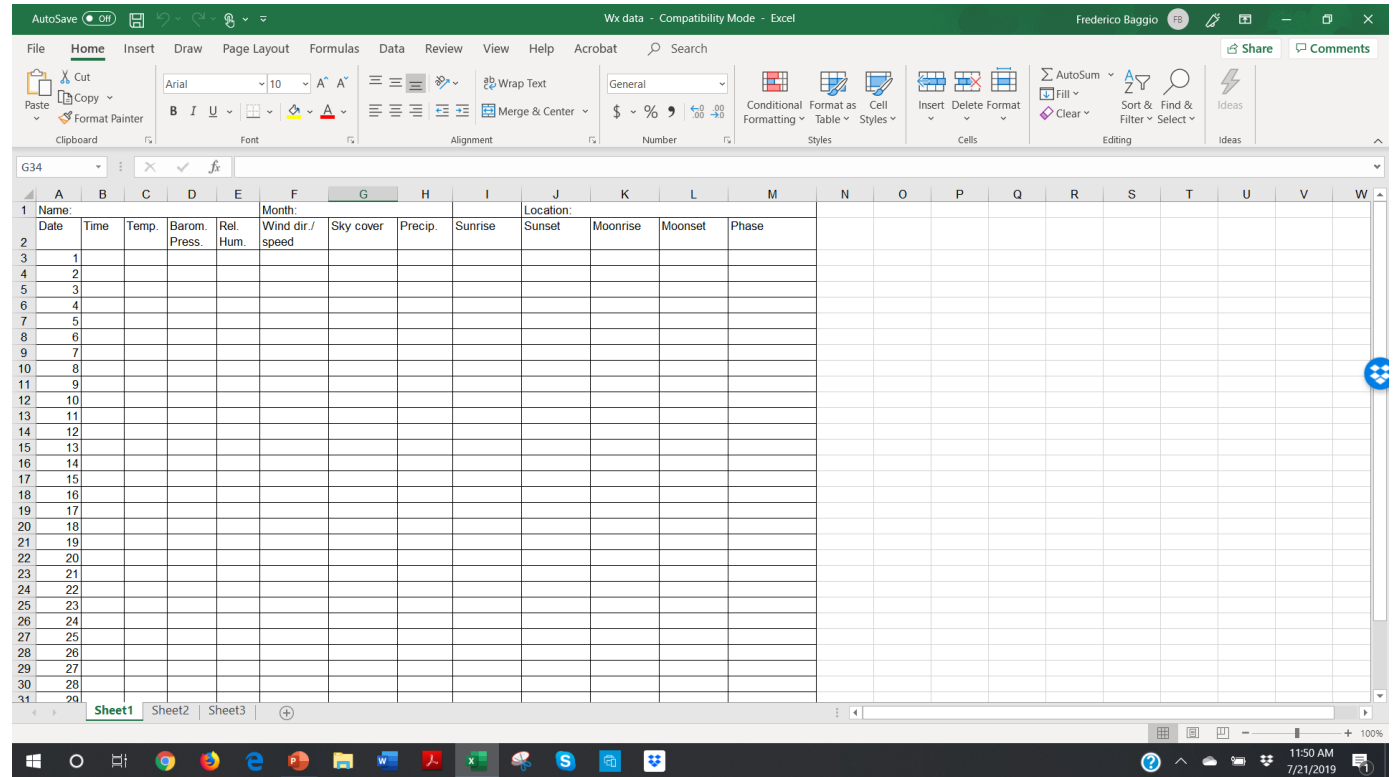 AutoSave Off Wx data - Compatibility Mode - Excel Frederico Baggio FB
File Home Insert Draw Page Layout Formulas Data Review View Help Acrobat Search Share Comments
Cut Arial 10 A A Wrap Text General AutoSum
Paste Copy Conditional Format as Cell Insert Delete Format Fill Sort & Find & Ideas
Format Painter B I U A Merge & Center $ % 9 .00 .00 Formatting Table Styles Clear Filter Select
Clipboard Font Alignment Number Styles Cells Editing Ideas
G34 fx
A B C D E F G H I J K L M N O P Q R S T U V W
1 Name: Month: Location:
Date Time Temp. Barom. Rel. Wind dir./ Sky cover Precip. Sunrise Sunset Moonrise Moonset Phase
2 Press. Hum. speed
3 1
4 2
5 3
6 4
7 5
8 6
9 7
10 8
11 9
12 10
13 11
14 12
15 13
16 14
17 15
18 16
19 17
20 18
21 19
22 20
23 21
24 22
25 23
26 24
27 25
28 26
29 27
30 28
31 29
Sheet1 Sheet2 Sheet3
100%
11:50 AM
7/21/2019